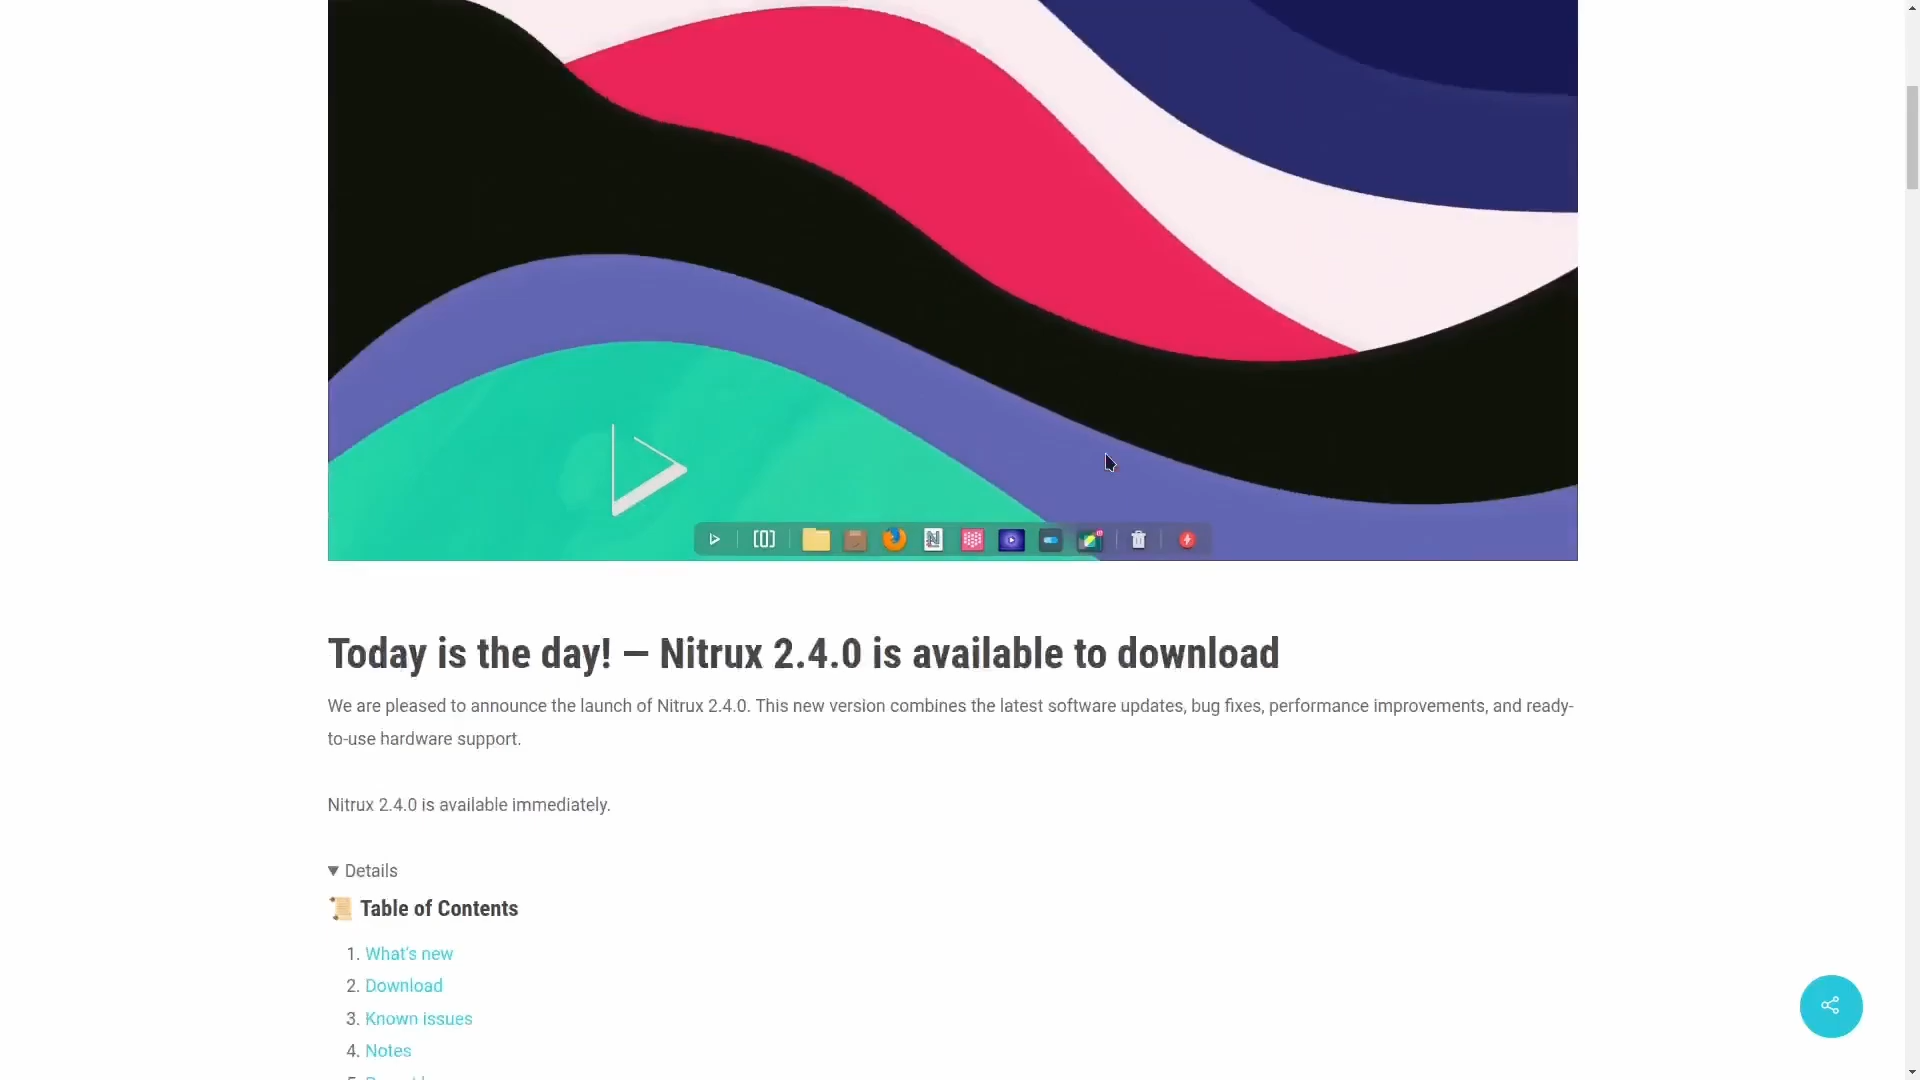 Today is the day! — Nitrux 2.4.0 is available to download
We are pleased to announce the launch of Nitrux 2.4.0. This new version combines the latest software updates, bug fixes, performance improvements, and ready-
to-use hardware support.
Nitrux 2.4.0 is available immediately.
▼ Details
📜 Table of Contents
1. What's new
2. Download
3. Known issues
4. Notes